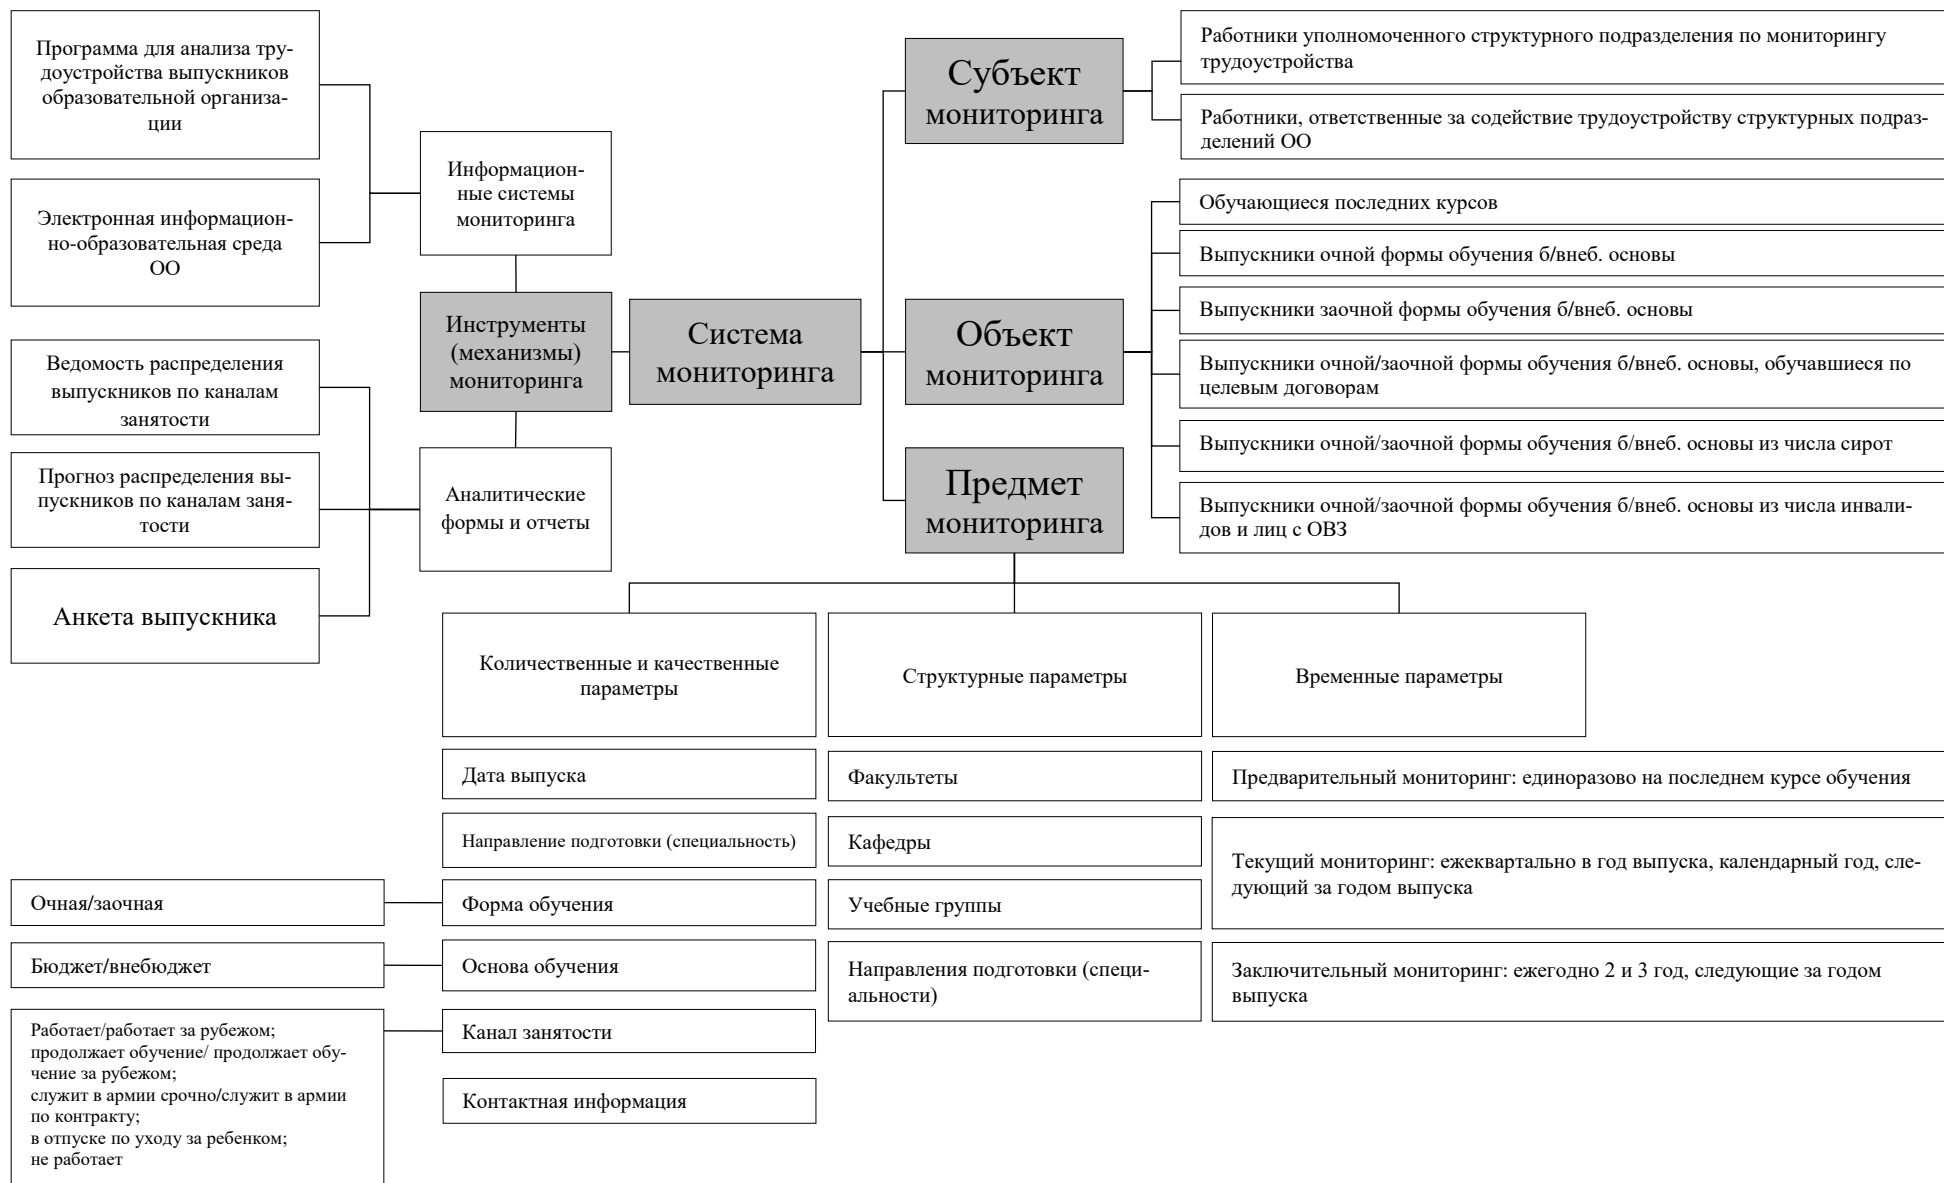 Программа для анализа тру-
доустройства выпускников
образовательной организа-
ции
Электронная информацион-
но-образовательная среда
ОО
Ведомость распределения
выпускников по каналам
занятости
Прогноз распределения вы-
пускников по каналам заня-
тости
Анкета выпускника
Информацион-
ные системы
мониторинга
Инструменты
(механизмы)
мониторинга
Аналитические
формы и отчеты
Система
мониторинга
Субъект
мониторинга
Объект
мониторинга
Предмет
мониторинга
Работники уполномоченного структурного подразделения по мониторингу
трудоустройства
Работники, ответственные за содействие трудоустройству структурных подраз-
делений ОО
Обучающиеся последних курсов
Выпускники очной формы обучения б/внеб. основы
Выпускники заочной формы обучения б/внеб. основы
Выпускники очной/заочной формы обучения б/внеб. основы, обучавшиеся по
целевым договорам
Выпускники очной/заочной формы обучения б/внеб. основы из числа сирот
Выпускники очной/заочной формы обучения б/внеб. основы из числа инвали-
дов и лиц с ОВЗ
Количественные и качественные
параметры
Дата выпуска
Направление подготовки (специальность)
Форма обучения
Очная/заочная
Основа обучения
Бюджет/внебюджет
Канал занятости
Работает/работает за рубежом;
продолжает обучение/ продолжает обу-
чение за рубежом;
служит в армии срочно/служит в армии
по контракту;
в отпуске по уходу за ребенком;
не работает
Контактная информация
Структурные параметры
Факультеты
Кафедры
Учебные группы
Направления подготовки (специ-
альности)
Временные параметры
Предварительный мониторинг: единоразово на последнем курсе обучения
Текущий мониторинг: ежеквартально в год выпуска, календарный год, сле-
дующий за годом выпуска
Заключительный мониторинг: ежегодно 2 и 3 год, следующие за годом
выпуска